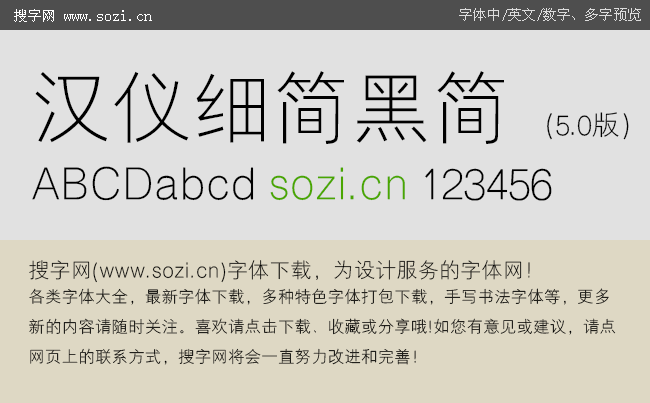 搜字网 www.sozi.cn 字体中/英文/数字、多字预览
汉仪细简黑简 (5.0版)
ABCDabcd sozi.cn 123456
搜字网(www.sozi.cn)字体下载，为设计服务的字体网!
各类字体大全，最新字体下载，多种特色字体打包下载，手写书法字体等，更多
新的内容请随时关注。喜欢请点击下载、收藏或分享哦!如您有意见或建议，请点
网页上的联系方式，搜字网将会一直努力改进和完善!